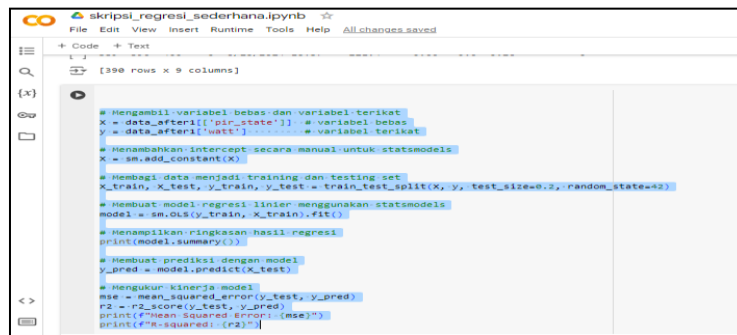 CO skripsi_regresi_sederhana.ipynb
File Edit View Insert Runtime Tools Help All changes saved
+ Code + Text
[390 rows x 9 columns]
{x}
# Mengambil variabel bebas dan variabel terikat
X = data_after1[['pir_state']] # variabel bebas
y = data_after1['watt'] # variabel terikat
# Menambahkan intercept secara manual untuk statsmodels
X = sm.add_constant(X)
# Membagi data menjadi training dan testing set
X_train, X_test, y_train, y_test = train_test_split(X, y, test_size=0.2, random_state=42)
# Membuat model regresi linier menggunakan statsmodels
model = sm.OLS(y_train, X_train).fit()
# Menampilkan ringkasan hasil regresi
print(model.summary())
# Membuat prediksi dengan model
y_pred = model.predict(X_test)
# Mengukur kinerja model
mse = mean_squared_error(y_test, y_pred)
r2 = r2_score(y_test, y_pred)
print(f"Mean Squared Error: {mse}")
print(f"R-squared: {r2}")